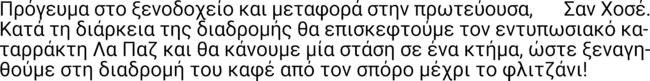 Πρόγευμα στο ξενοδοχείο και μεταφορά στην πρωτεύουσα, Σαν Χοσέ.
Κατά τη διάρκεια της διαδρομής θα επισκεφτούμε τον εντυπωσιακό κα-
ταρράκτη Λα Παζ και θα κάνουμε μία στάση σε ένα κτήμα, ώστε ξεναγη-
θούμε στη διαδρομή του καφέ από τον σπόρο μέχρι το φλιτζάνι!